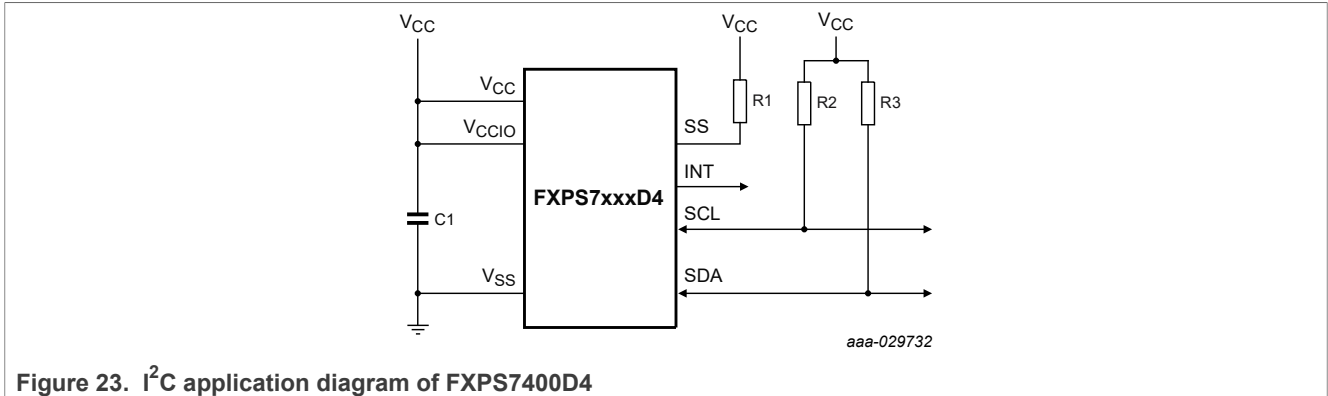 VCC VCC VCC
VCC
R1 R2 R3
VCCIO SS
INT
FXPS7xxxD4
SCL
C1
VSS SDA
aaa-029732
Figure 23. I²C application diagram of FXPS7400D4